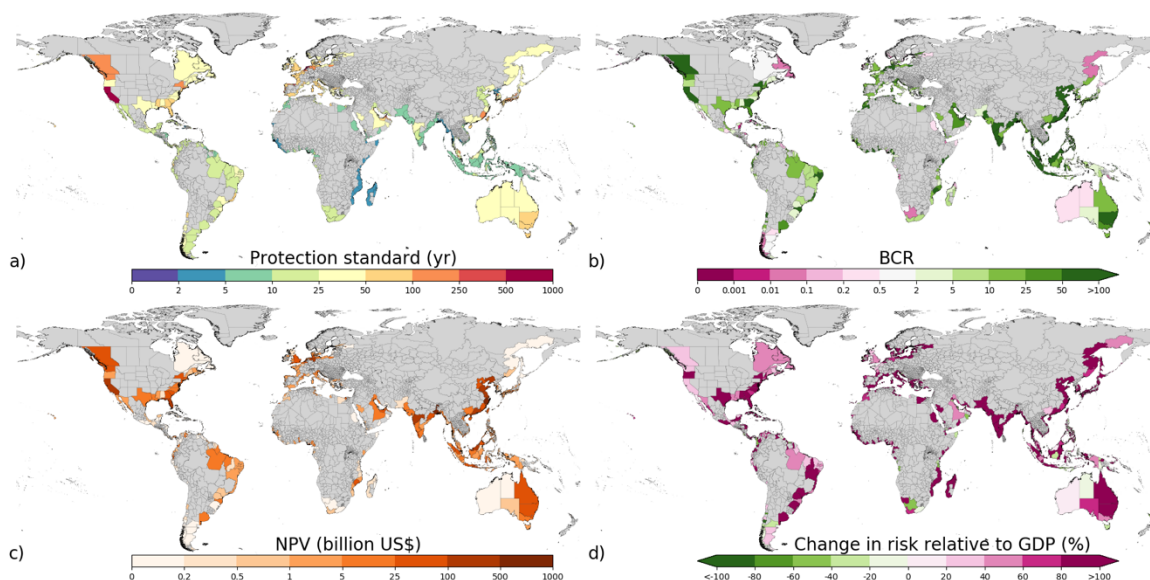 a)
Protection standard (yr)
0 2 5 10 25 50 100 250 500 1000
b)
BCR
0 0.001 0.01 0.1 0.2 0.5 2 5 10 25 50 >100
c)
NPV (billion US$)
0 0.2 0.5 1 5 25 100 500 1000
d)
Change in risk relative to GDP (%)
<-100 -80 -60 -40 -20 0 20 40 60 80 >100